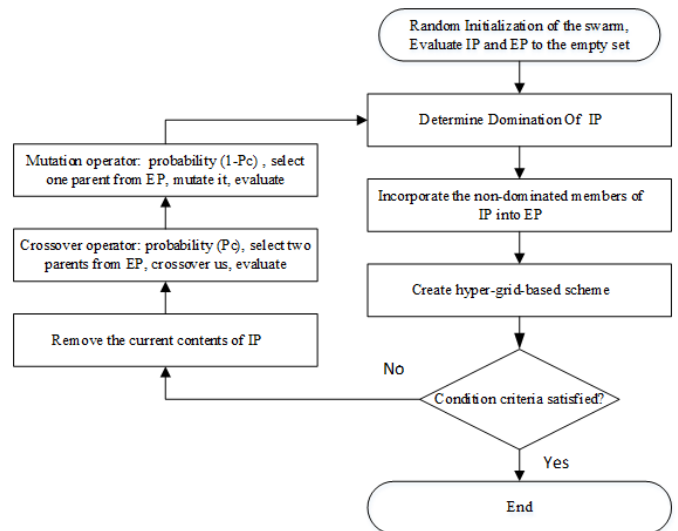 Random Initialization of the swarm,
Evaluate IP and EP to the empty set
Determine Domination Of IP
Incorporate the non-dominated members of
IP into EP
Create hyper-grid-based scheme
Condition criteria satisfied?
Yes
End
No
Remove the current contents of IP
Crossover operator: probability (Pc), select two
parents from EP, crossover us, evaluate
Mutation operator: probability (1-Pc) , select
one parent from EP, mutate it, evaluate